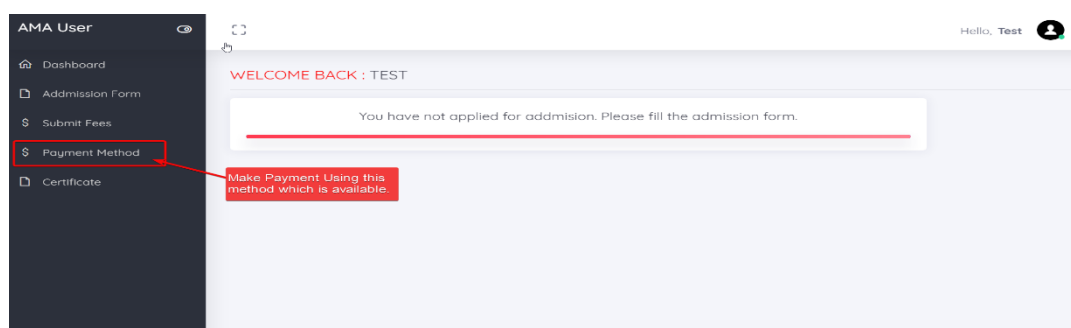 AMA User
Hello, Test
Dashboard
Addmission Form
$ Submit Fees
$ Payment Method
Certificate
WELCOME BACK : TEST
You have not applied for addmision. Please fill the admission form.
Make Payment Using this
method which is available.